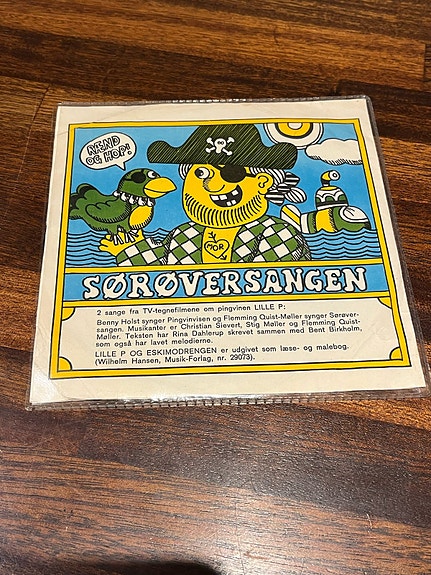 RÆND
OG HOP!
MOR
SØRØVERSANGEN
2 sange fra TV-tegnefilmene om pingvinen LILLE P:
Benny Holst synger Pingvinvisen og Flemming Quist-Møller synger Sørøver-
sangen. Musikanter er Christian Sievert, Stig Møller og Flemming Quist-
Møller. Teksten har Rina Dahlerup skrevet sammen med Bent Birkholm,
som også har lavet melodierne.
LILLE P OG ESKIMODRENGEN er udgivet som læse- og malebog.
(Wilhelm Hansen, Musik-Forlag, nr. 29073).